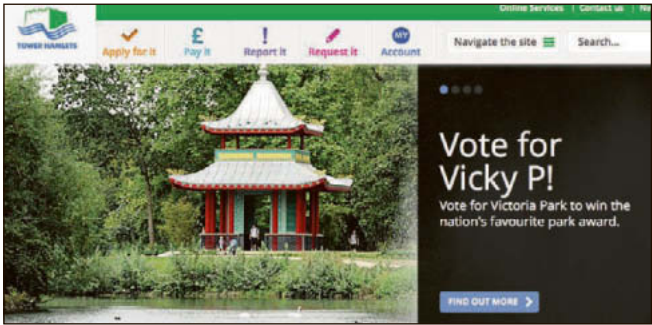 Online Services | Contact us |
TOWER HAMLETS
Apply for it
£
Pay it
!
Report it
Request it
MY
Account
Navigate the site
Search...
Vote for
Vicky P!
Vote for Victoria Park to win the
nation's favourite park award.
FIND OUT MORE